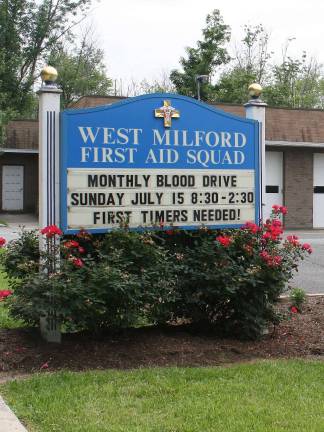 WEST MILFORD
FIRST AID SQUAD
MONTHLY BLOOD DRIVE
SUNDAY JULY 15 8:30-2:30
FIRST TIMERS NEEDED!